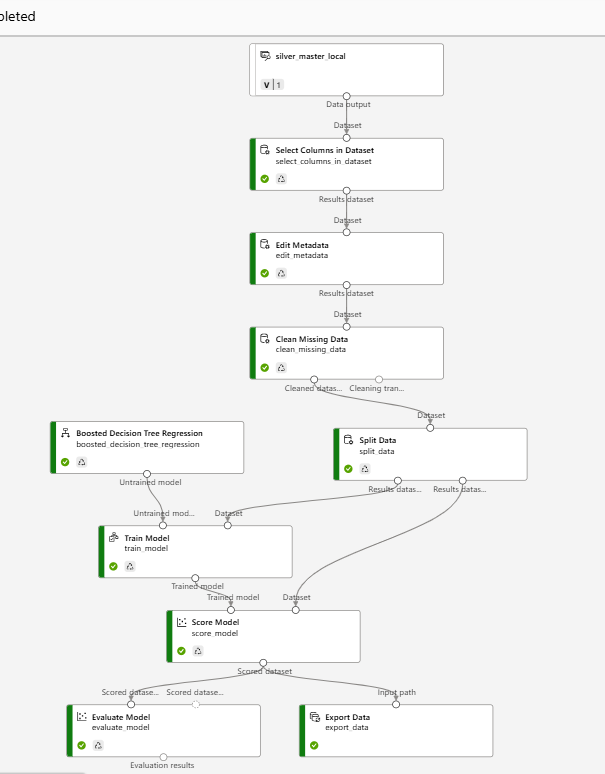 pleted
silver_master_local
V | 1
Data output
Dataset
Select Columns in Dataset
select_columns_in_dataset
Results dataset
Dataset
Edit Metadata
edit_metadata
Results dataset
Dataset
Clean Missing Data
clean_missing_data
Cleaned datas... Cleaning tran...
Dataset
Boosted Decision Tree Regression
boosted_decision_tree_regression
Split Data
split_data
Untrained model
Results datas... Results datas...
Untrained mod... Dataset
Train Model
train_model
Trained model
Trained model Dataset
Score Model
score_model
Scored dataset
Scored datase... Scored datase... Input path
Evaluate Model
evaluate_model
Export Data
export_data
Evaluation results